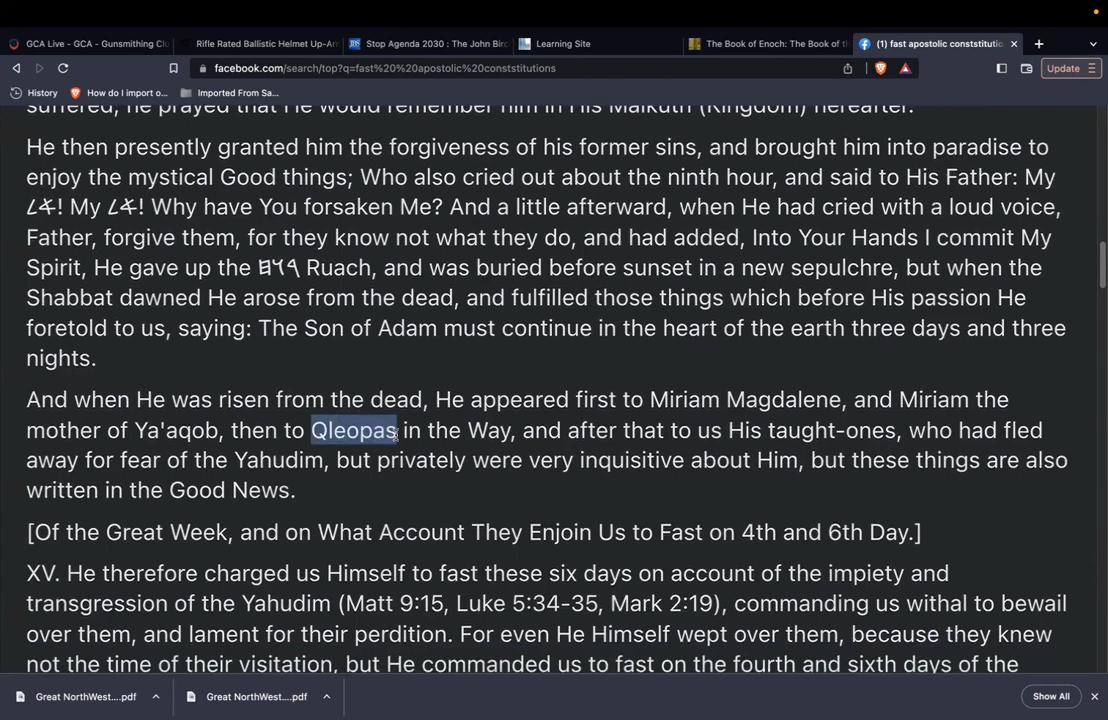 GCA Live - GCA - Gunsmithing Clu
Rifle Rated Ballistic Helmet Up-Arm
Stop Agenda 2030 : The John Birc
Learning Site
The Book of Enoch: The Book of th
(1) fast apostolic conststitutio
facebook.com/search/top?q=fast%20%20apostolic%20conststitutions
Update
History
How do I import o...
Imported From Sa...
suffered, he prayed that He would remember him in His Malkuth (Kingdom) hereafter.
He then presently granted him the forgiveness of his former sins, and brought him into paradise to
enjoy the mystical Good things; Who also cried out about the ninth hour, and said to His Father: My
𐤋𐤀! My 𐤋𐤀! Why have You forsaken Me? And a little afterward, when He had cried with a loud voice,
Father, forgive them, for they know not what they do, and had added, Into Your Hands I commit My
Spirit, He gave up the 𐤓𐤅𐤇 Ruach, and was buried before sunset in a new sepulchre, but when the
Shabbat dawned He arose from the dead, and fulfilled those things which before His passion He
foretold to us, saying: The Son of Adam must continue in the heart of the earth three days and three
nights.
And when He was risen from the dead, He appeared first to Miriam Magdalene, and Miriam the
mother of Ya'aqob, then to Qleopas in the Way, and after that to us His taught-ones, who had fled
away for fear of the Yahudim, but privately were very inquisitive about Him, but these things are also
written in the Good News.
[Of the Great Week, and on What Account They Enjoin Us to Fast on 4th and 6th Day.]
XV. He therefore charged us Himself to fast these six days on account of the impiety and
transgression of the Yahudim (Matt 9:15, Luke 5:34-35, Mark 2:19), commanding us withal to bewail
over them, and lament for their perdition. For even He Himself wept over them, because they knew
not the time of their visitation, but He commanded us to fast on the fourth and sixth days of the
Great NorthWest....pdf
Great NorthWest....pdf
Show All